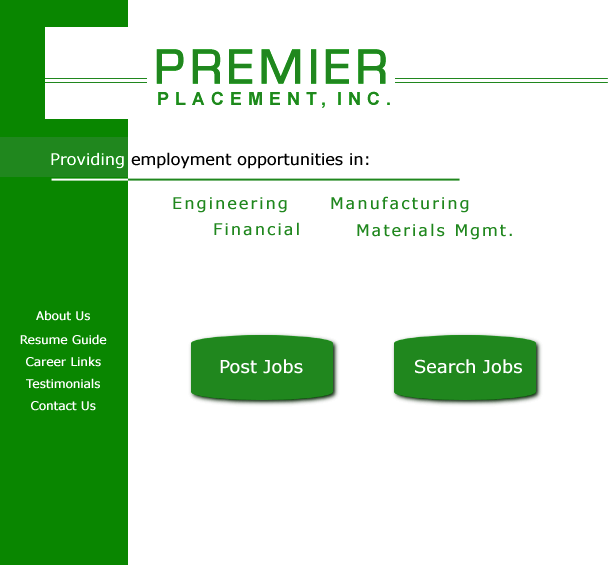 PREMIER
PLACEMENT, INC.
Providing employment opportunities in:
Engineering Manufacturing
Financial Materials Mgmt.
About Us
Resume Guide
Career Links
Testimonials
Contact Us
Post Jobs Search Jobs